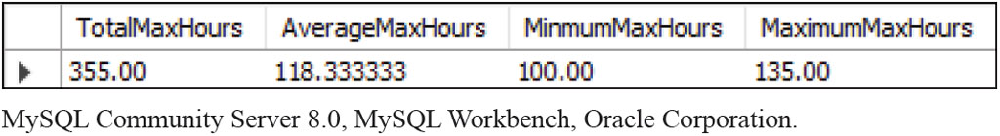 TotalMaxHours AverageMaxHours MinmumMaxHours MaximumMaxHours
355.00 118.333333 100.00 135.00
MySQL Community Server 8.0, MySQL Workbench, Oracle Corporation.